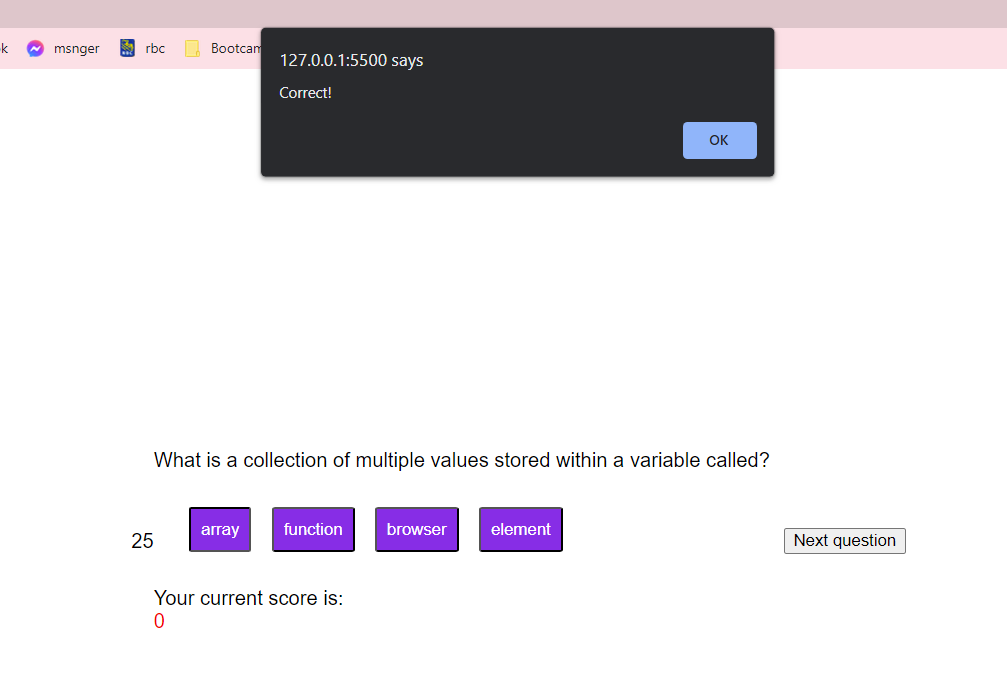 k msnger rbc Bootcam
127.0.0.1:5500 says
Correct!
OK
What is a collection of multiple values stored within a variable called?
25 array function browser element Next question
Your current score is:
0